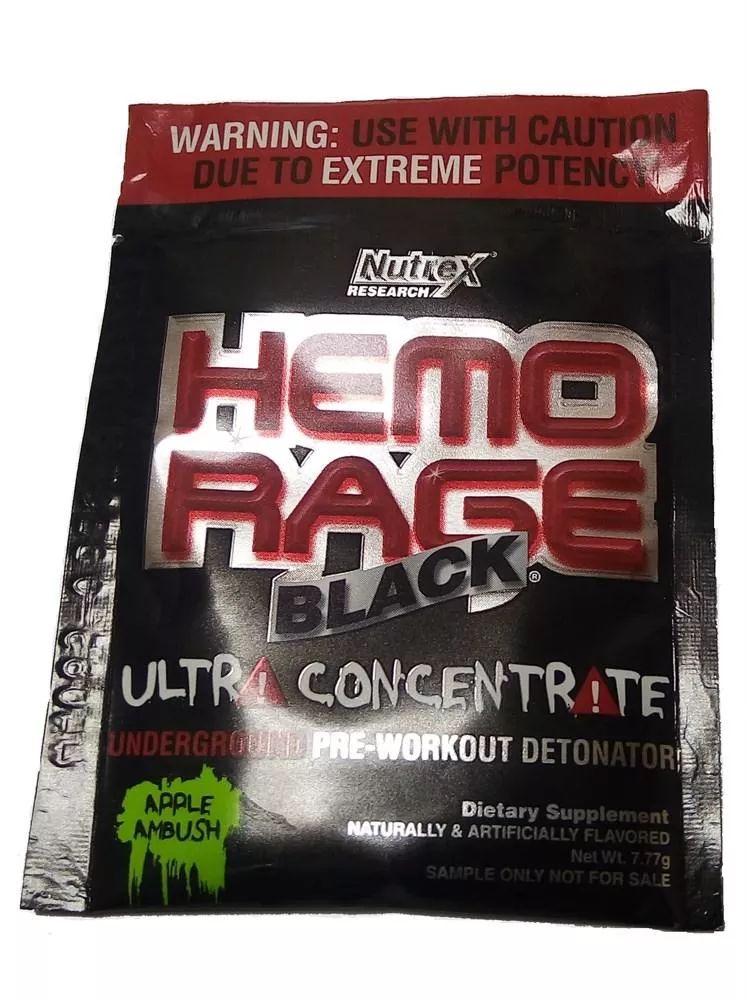 WARNING: USE WITH CAUTION
DUE TO EXTREME POTENCY
Nutrex
RESEARCH
HEMO
RAGE
BLACK®
ULTRA CONCENTRATE
UNDERGROUND PRE-WORKOUT DETONATOR
APPLE
AMBUSH
Dietary Supplement
NATURALLY & ARTIFICIALLY FLAVORED
Net Wt. 7.77g
SAMPLE ONLY NOT FOR SALE